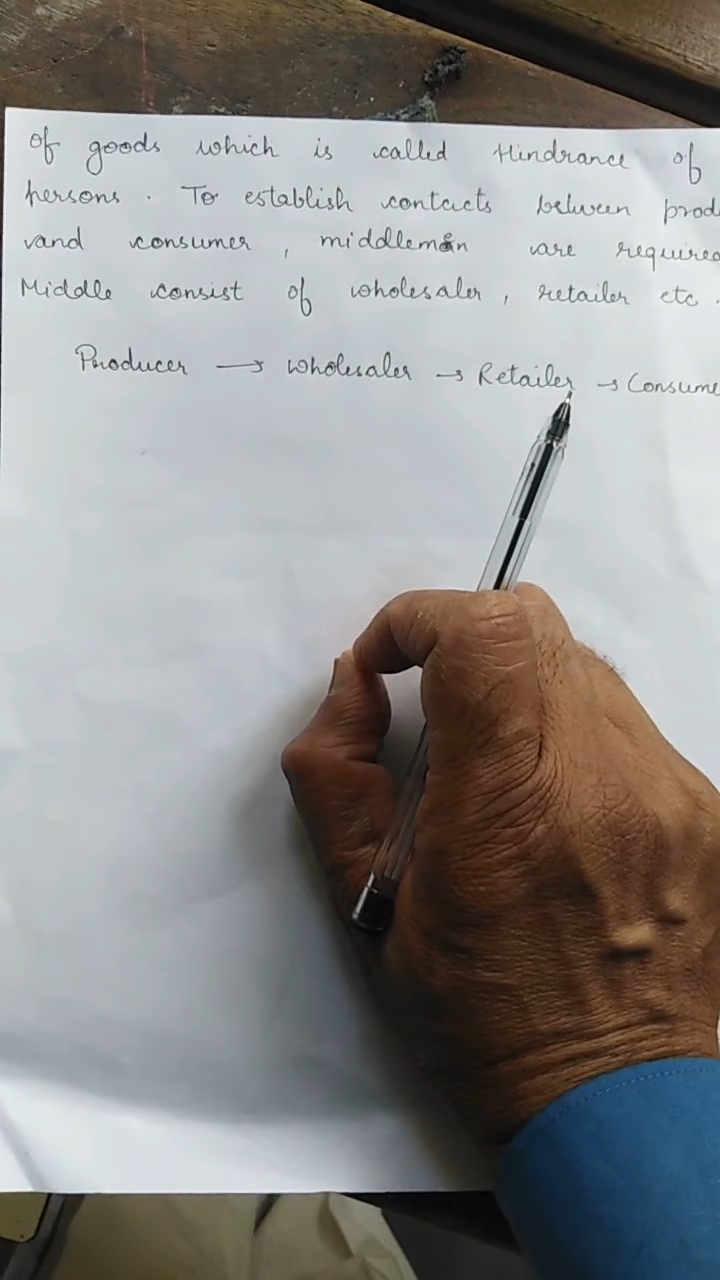 of goods which is called Hindrance of
persons. To establish contacts between prod
and consumer, middlemen are required
Middle consist of wholesaler, retailer etc.
Producer → wholesaler → Retailer → Consume